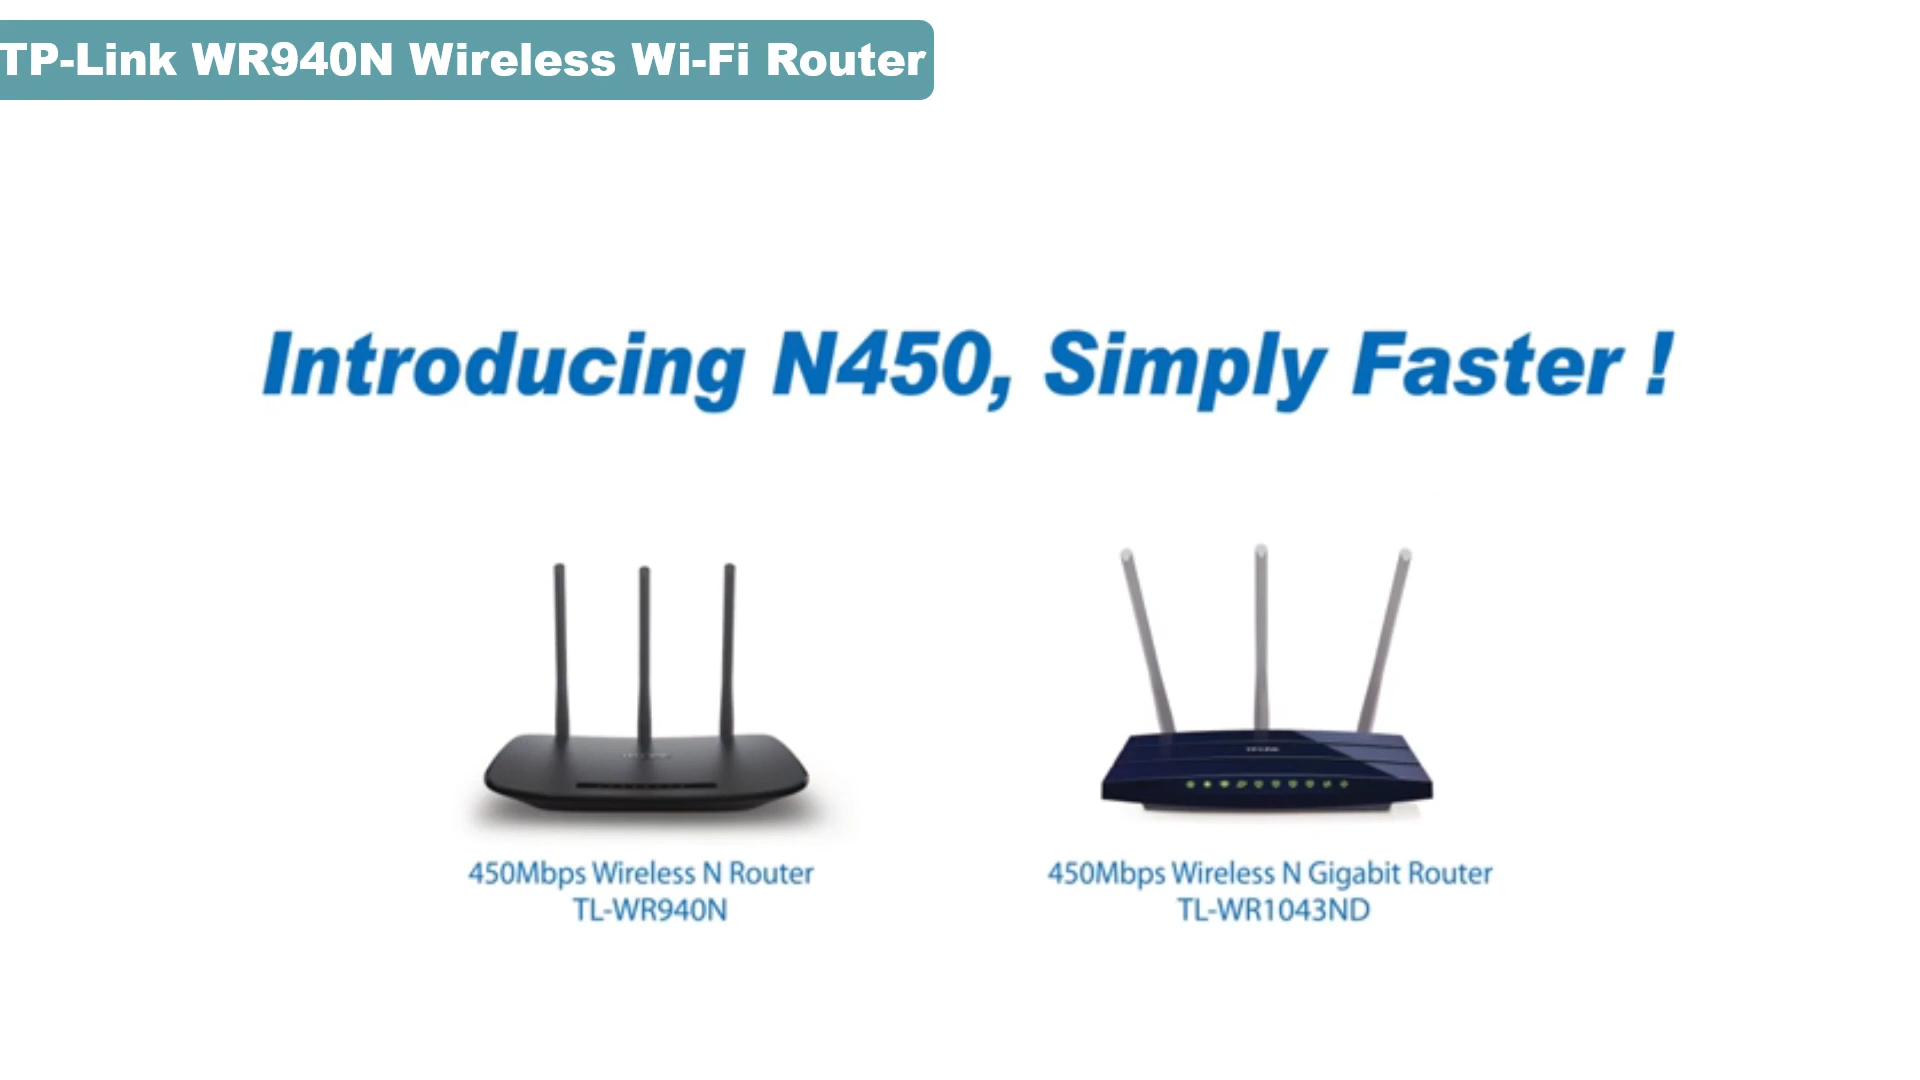 TP-Link WR940N Wireless Wi-Fi Router
Introducing N450, Simply Faster !
450Mbps Wireless N Router
TL-WR940N
450Mbps Wireless N Gigabit Router
TL-WR1043ND